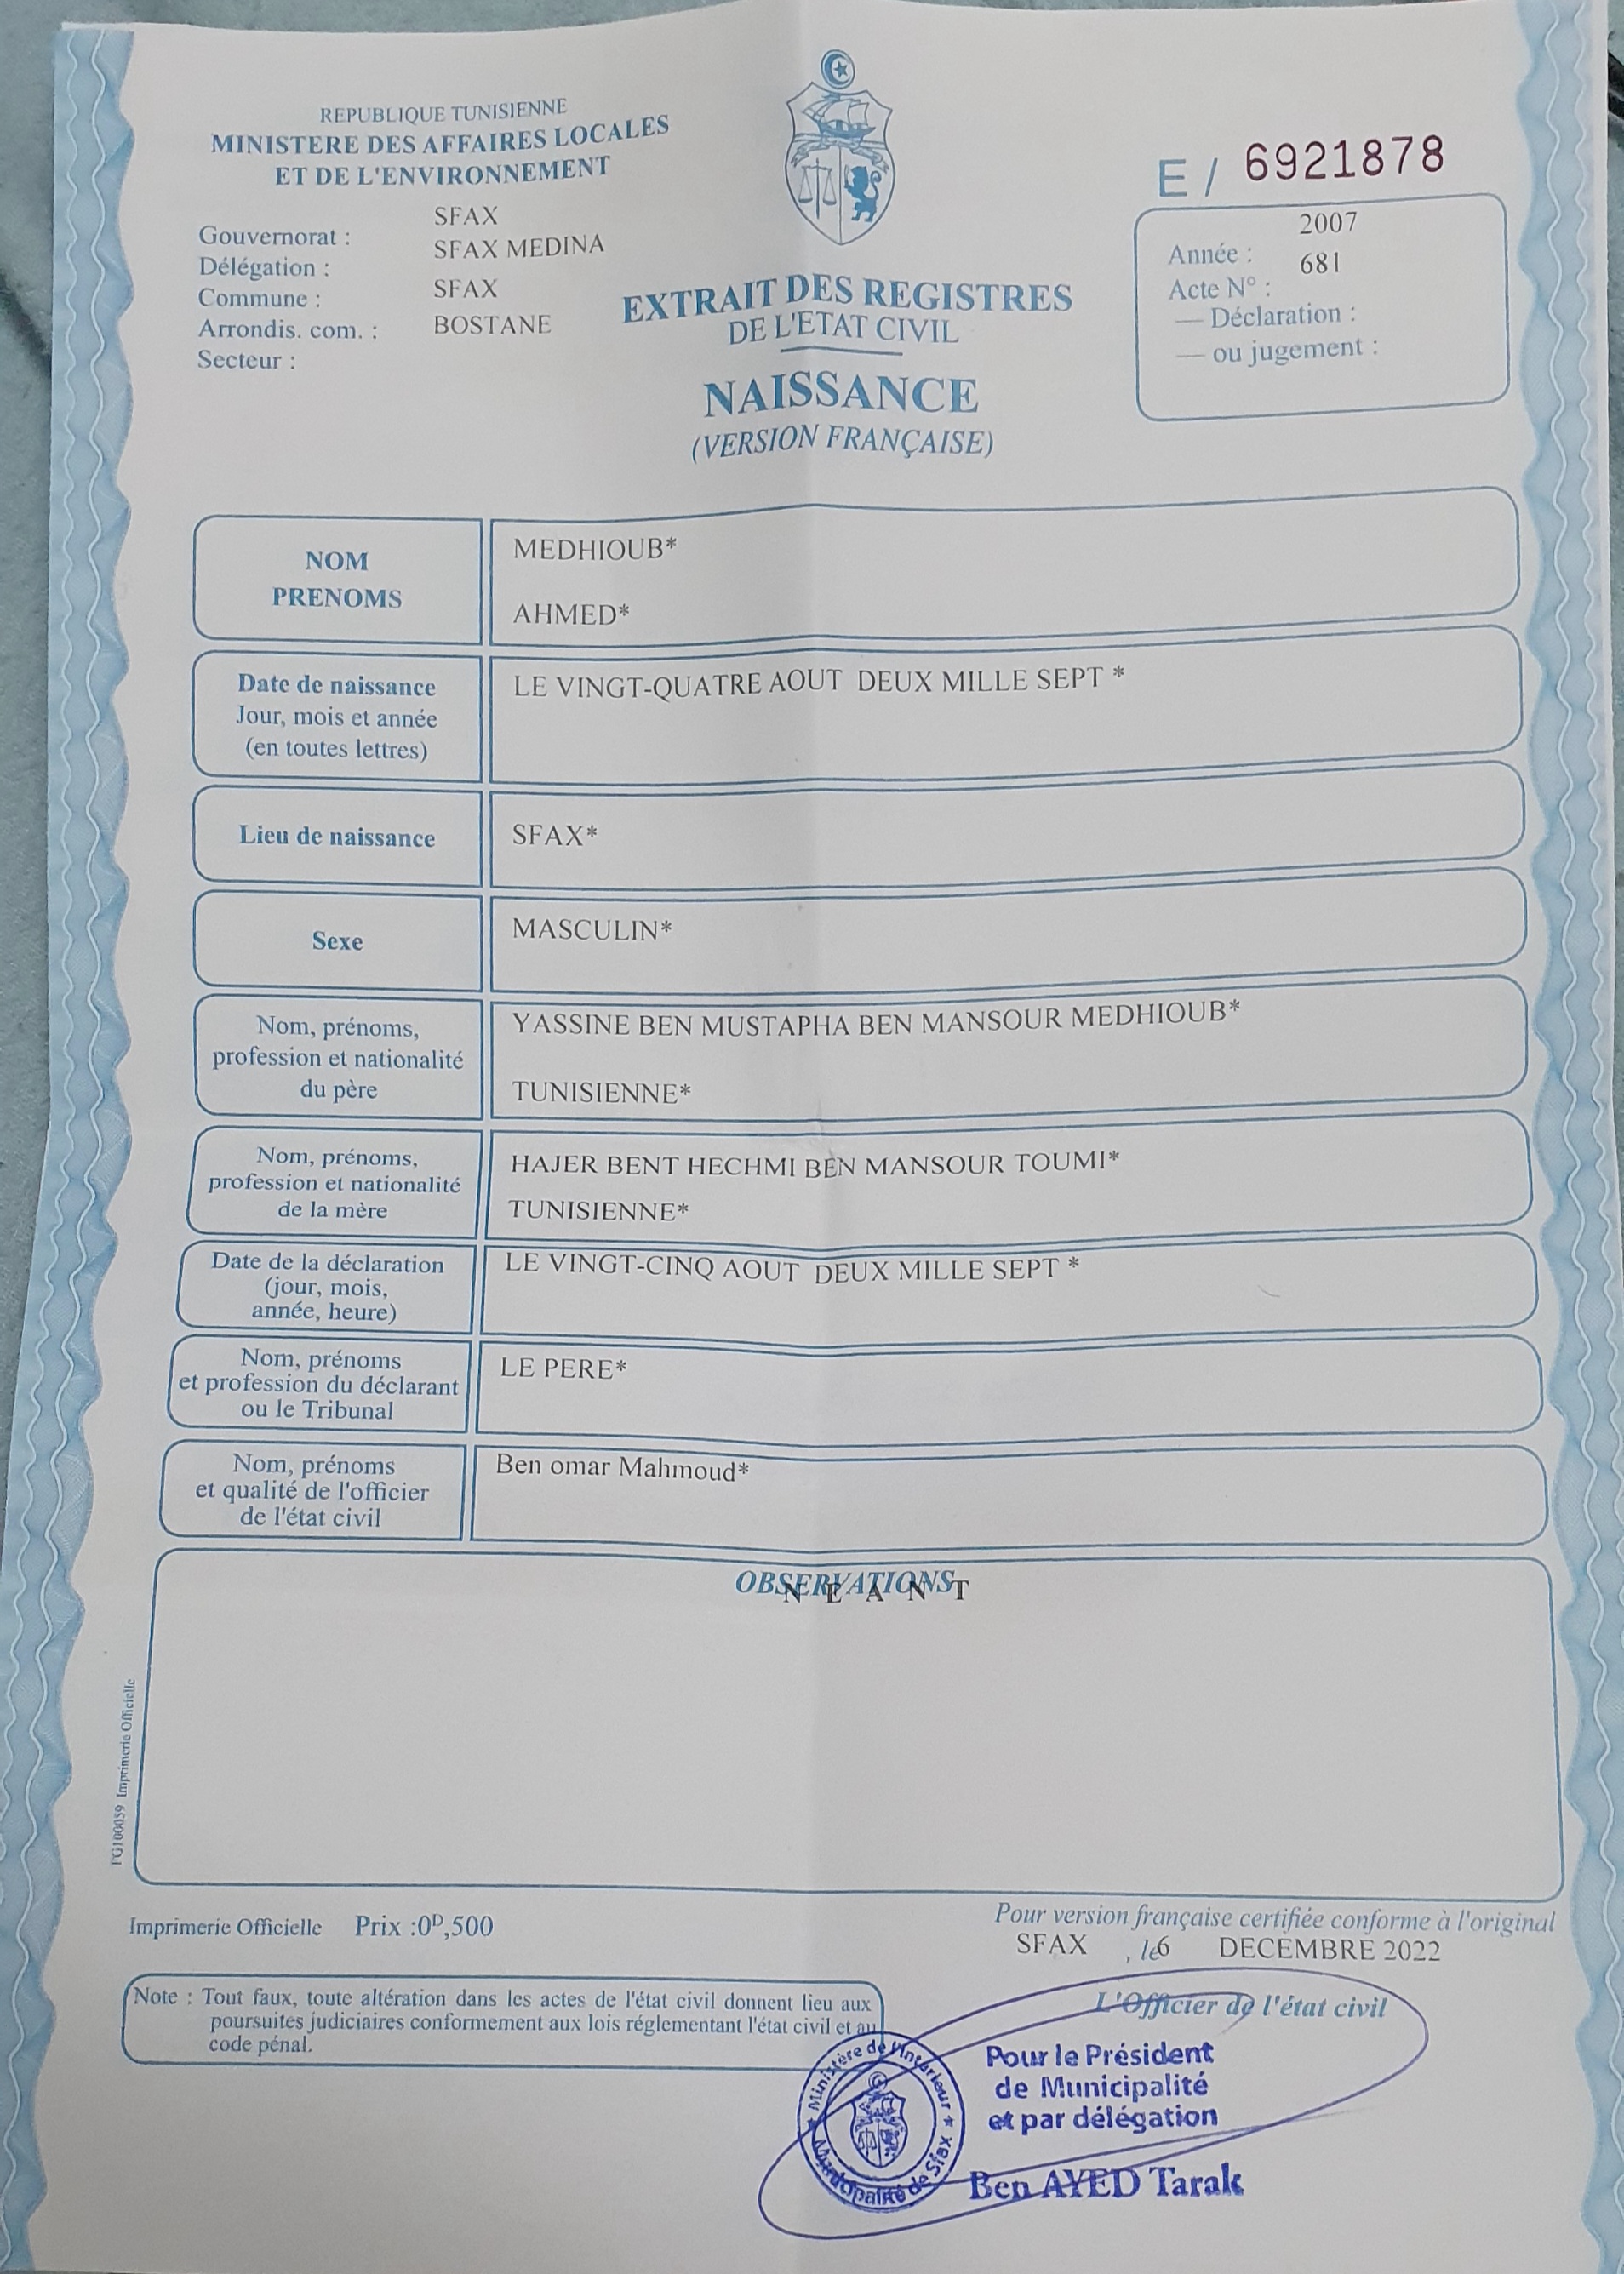 REPUBLIQUE TUNISIENNE
MINISTERE DES AFFAIRES LOCALES
ET DE L'ENVIRONNEMENT
Gouvernorat : SFAX
Délégation : SFAX MEDINA
Commune : SFAX
Arrondis. com. : BOSTANE
Secteur :
EXTRAIT DES REGISTRES
DE L'ETAT CIVIL
NAISSANCE
(VERSION FRANÇAISE)
E / 6921878
Année : 2007
Acte N° : 681
— Déclaration :
— ou jugement :
NOM
PRENOMS
MEDHIOUB*
AHMED*
Date de naissance
Jour, mois et année
(en toutes lettres)
LE VINGT-QUATRE AOUT DEUX MILLE SEPT *
Lieu de naissance
SFAX*
Sexe
MASCULIN*
Nom, prénoms,
profession et nationalité
du père
YASSINE BEN MUSTAPHA BEN MANSOUR MEDHIOUB*
TUNISIENNE*
Nom, prénoms,
profession et nationalité
de la mère
HAJER BENT HECHMI BEN MANSOUR TOUMI*
TUNISIENNE*
Date de la déclaration
(jour, mois,
année, heure)
LE VINGT-CINQ AOUT DEUX MILLE SEPT *
Nom, prénoms
et profession du déclarant
ou le Tribunal
LE PERE*
Nom, prénoms
et qualité de l'officier
de l'état civil
Ben omar Mahmoud*
OBSERVATIONS
N E A N T
FG100059 Imprimerie Officielle
Imprimerie Officielle Prix :0ᴰ,500
Pour version française certifiée conforme à l'original
SFAX , le 6 DECEMBRE 2022
Note : Tout faux, toute altération dans les actes de l'état civil donnent lieu aux
poursuites judiciaires conformement aux lois réglementant l'état civil et au
code pénal.
L'Officier de l'état civil
Pour le Président
de Municipalité
et par délégation
Ben AYED Tarak
Ministère de l'Intérieur
* Municipalité de Sfax *